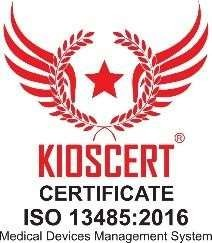 KIOSCERT®
CERTIFICATE
ISO 13485:2016
Medical Devices Management System